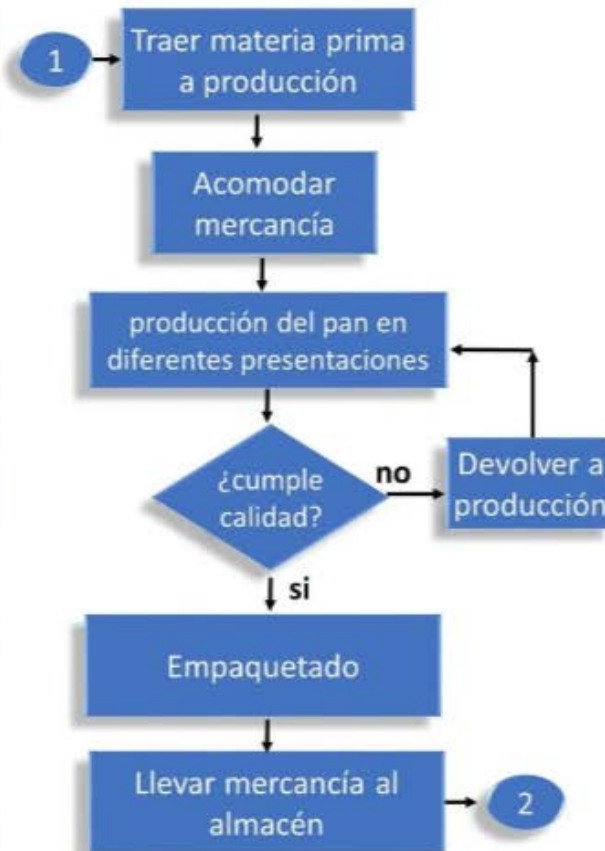 1
Traer materia prima
a producción
Acomodar
mercancía
producción del pan en
diferentes presentaciones
¿cumple
calidad?
no
Devolver a
producción
si
Empaquetado
Llevar mercancía al
almacén
2